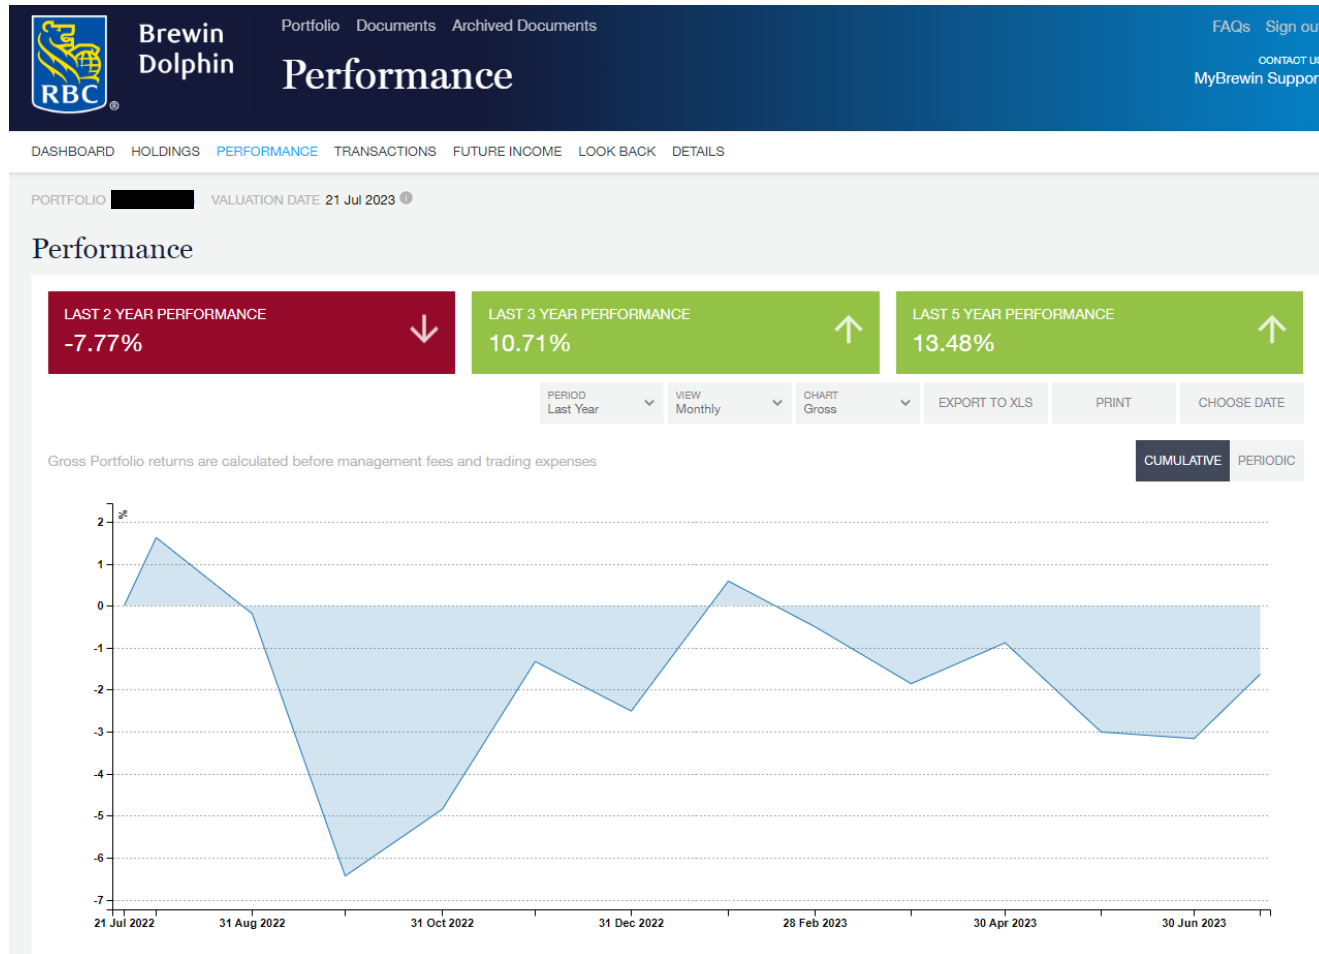 RBC
®
Brewin
Dolphin
Portfolio Documents Archived Documents
Performance
FAQs Sign ou
CONTACT US
MyBrewin Suppor
DASHBOARD HOLDINGS PERFORMANCE TRANSACTIONS FUTURE INCOME LOOK BACK DETAILS
PORTFOLIO VALUATION DATE 21 Jul 2023 i
Performance
LAST 2 YEAR PERFORMANCE
-7.77%
LAST 3 YEAR PERFORMANCE
10.71%
LAST 5 YEAR PERFORMANCE
13.48%
PERIOD
Last Year
VIEW
Monthly
CHART
Gross
EXPORT TO XLS
PRINT
CHOOSE DATE
Gross Portfolio returns are calculated before management fees and trading expenses
CUMULATIVE PERIODIC
%
2
1
0
-1
-2
-3
-4
-5
-6
-7
21 Jul 2022 31 Aug 2022 31 Oct 2022 31 Dec 2022 28 Feb 2023 30 Apr 2023 30 Jun 2023